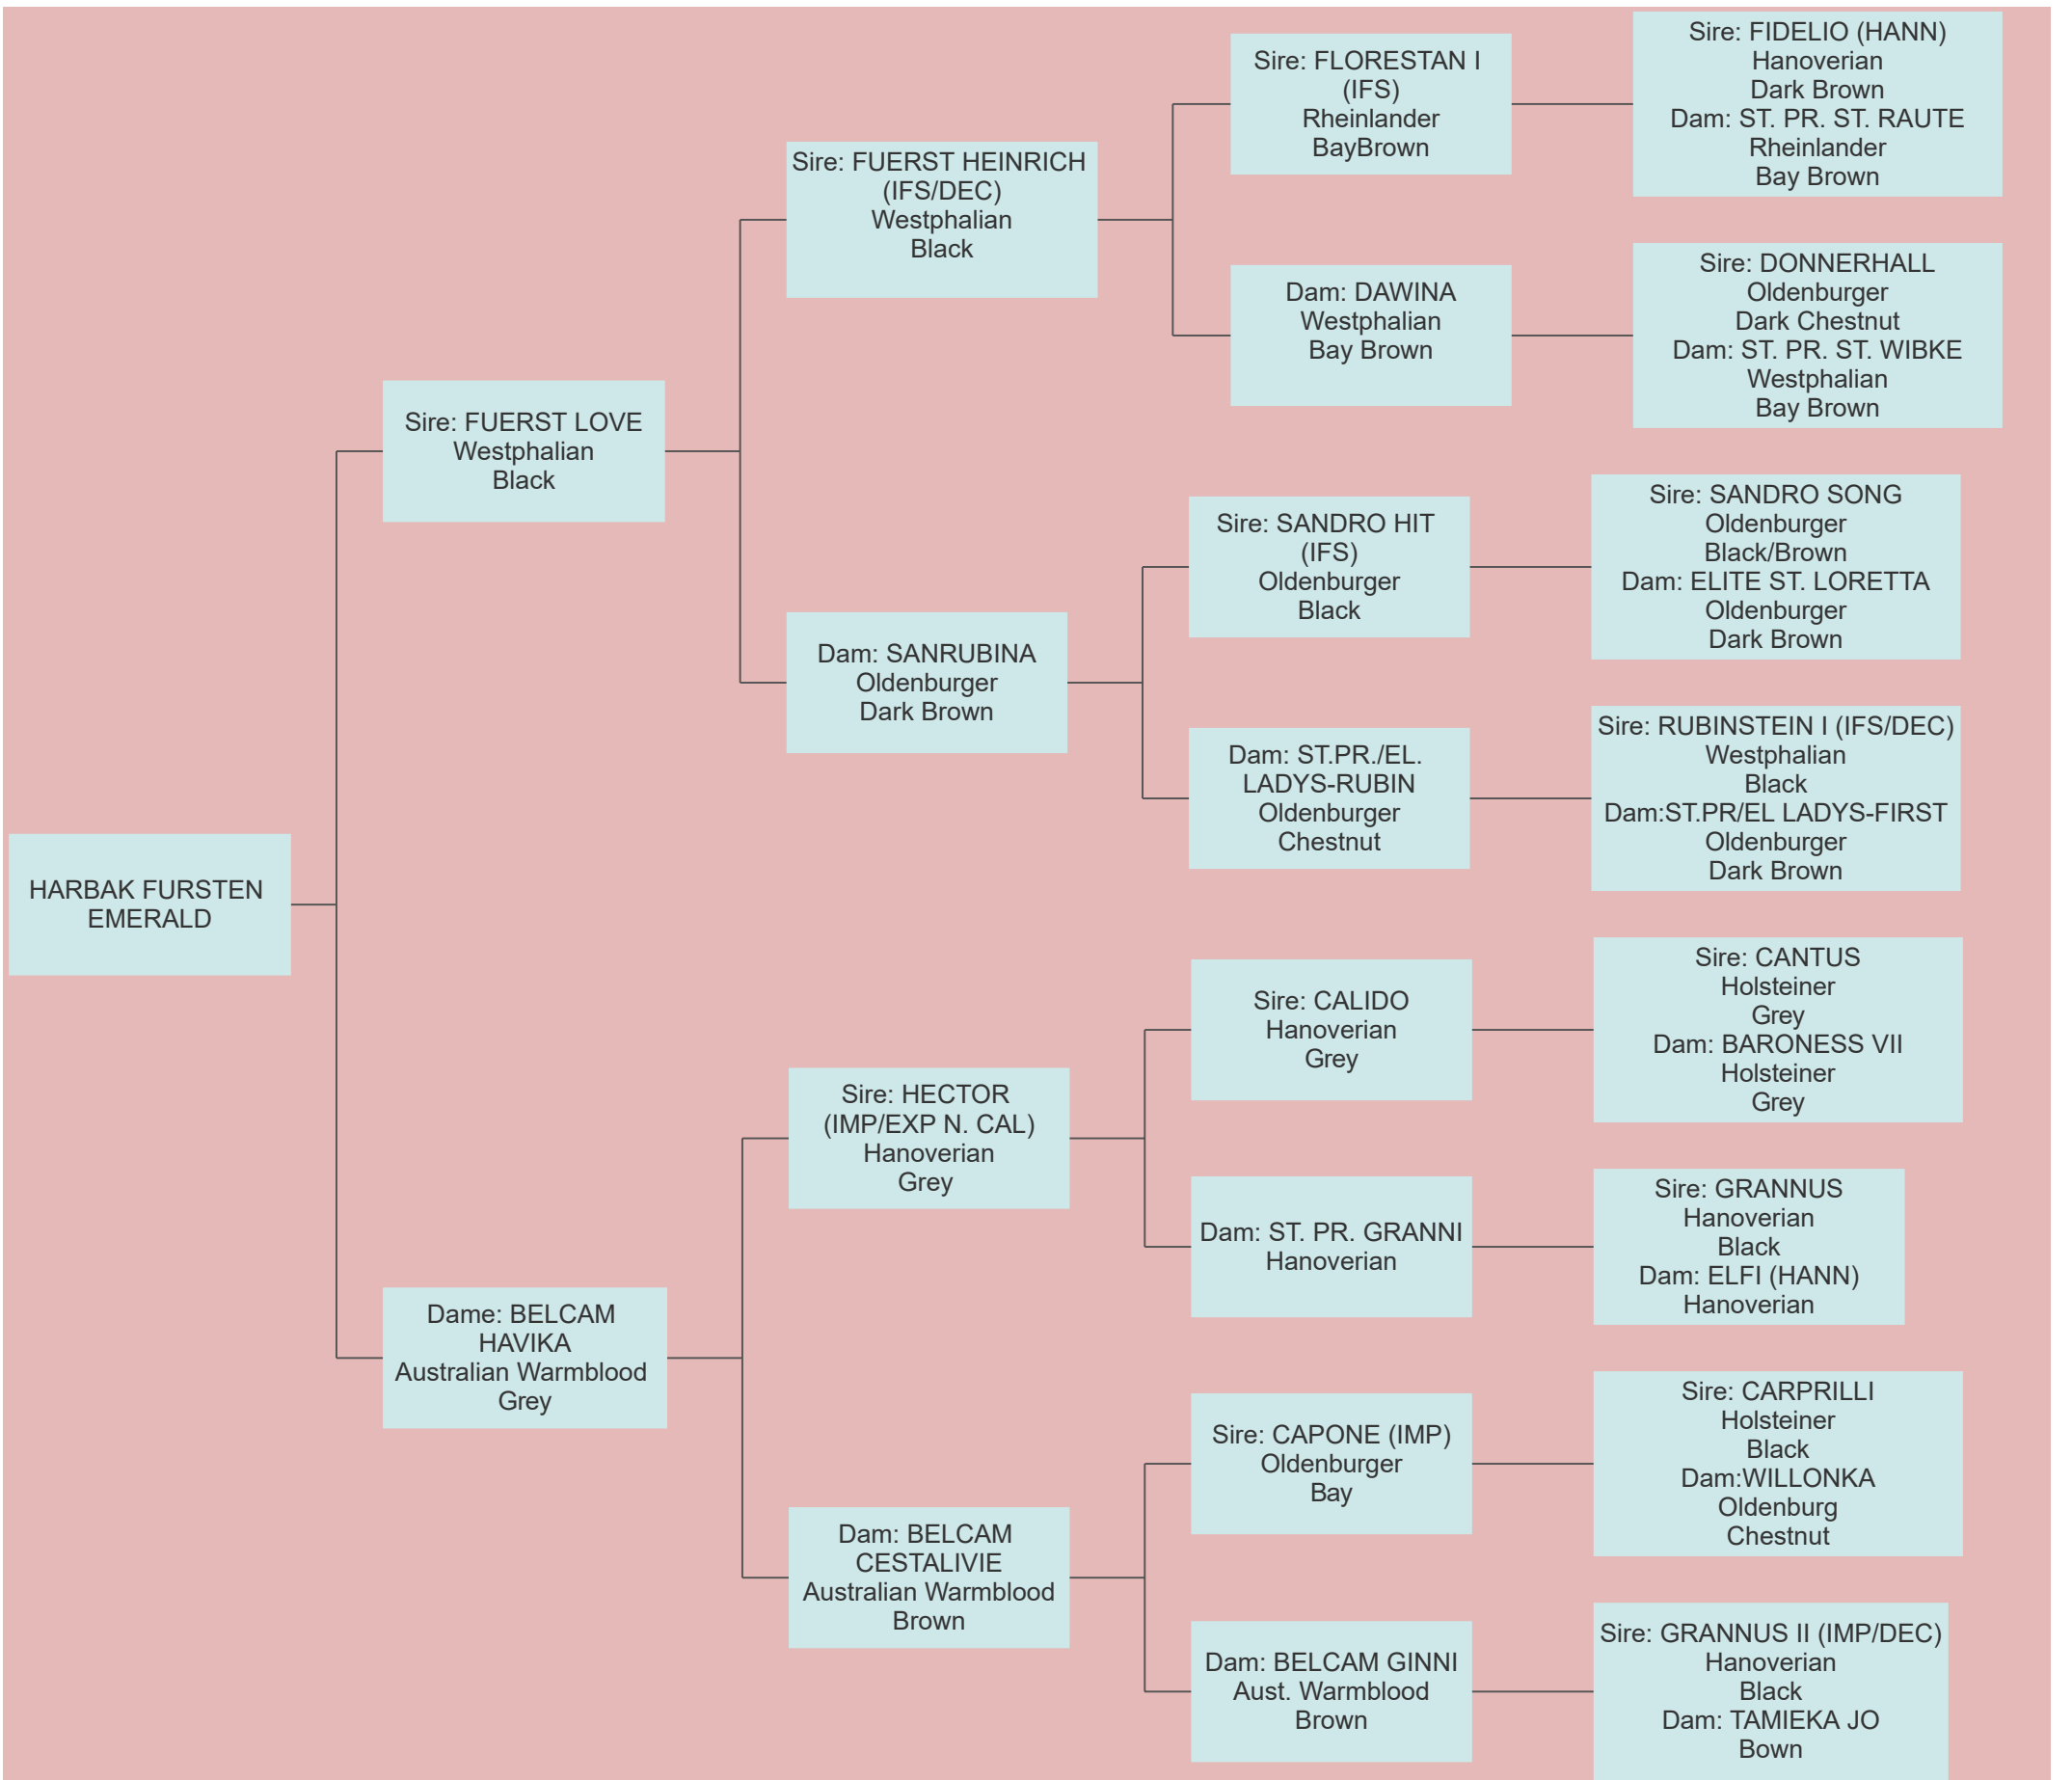 HARBAK FURSTEN
EMERALD
Sire: FUERST LOVE
Westphalian
Black
Dame: BELCAM
HAVIKA
Australian Warmblood
Grey
Sire: FUERST HEINRICH
(IFS/DEC)
Westphalian
Black
Dam: SANRUBINA
Oldenburger
Dark Brown
Sire: HECTOR
(IMP/EXP N. CAL)
Hanoverian
Grey
Dam: BELCAM
CESTALIVIE
Australian Warmblood
Brown
Sire: FLORESTAN I
(IFS)
Rheinlander
BayBrown
Dam: DAWINA
Westphalian
Bay Brown
Sire: SANDRO HIT
(IFS)
Oldenburger
Black
Dam: ST.PR./EL.
LADYS-RUBIN
Oldenburger
Chestnut
Sire: CALIDO
Hanoverian
Grey
Dam: ST. PR. GRANNI
Hanoverian
Sire: CAPONE (IMP)
Oldenburger
Bay
Dam: BELCAM GINNI
Aust. Warmblood
Brown
Sire: FIDELIO (HANN)
Hanoverian
Dark Brown
Dam: ST. PR. ST. RAUTE
Rheinlander
Bay Brown
Sire: DONNERHALL
Oldenburger
Dark Chestnut
Dam: ST. PR. ST. WIBKE
Westphalian
Bay Brown
Sire: SANDRO SONG
Oldenburger
Black/Brown
Dam: ELITE ST. LORETTA
Oldenburger
Dark Brown
Sire: RUBINSTEIN I (IFS/DEC)
Westphalian
Black
Dam:ST.PR/EL LADYS-FIRST
Oldenburger
Dark Brown
Sire: CANTUS
Holsteiner
Grey
Dam: BARONESS VII
Holsteiner
Grey
Sire: GRANNUS
Hanoverian
Black
Dam: ELFI (HANN)
Hanoverian
Sire: CARPRILLI
Holsteiner
Black
Dam:WILLONKA
Oldenburg
Chestnut
Sire: GRANNUS II (IMP/DEC)
Hanoverian
Black
Dam: TAMIEKA JO
Bown